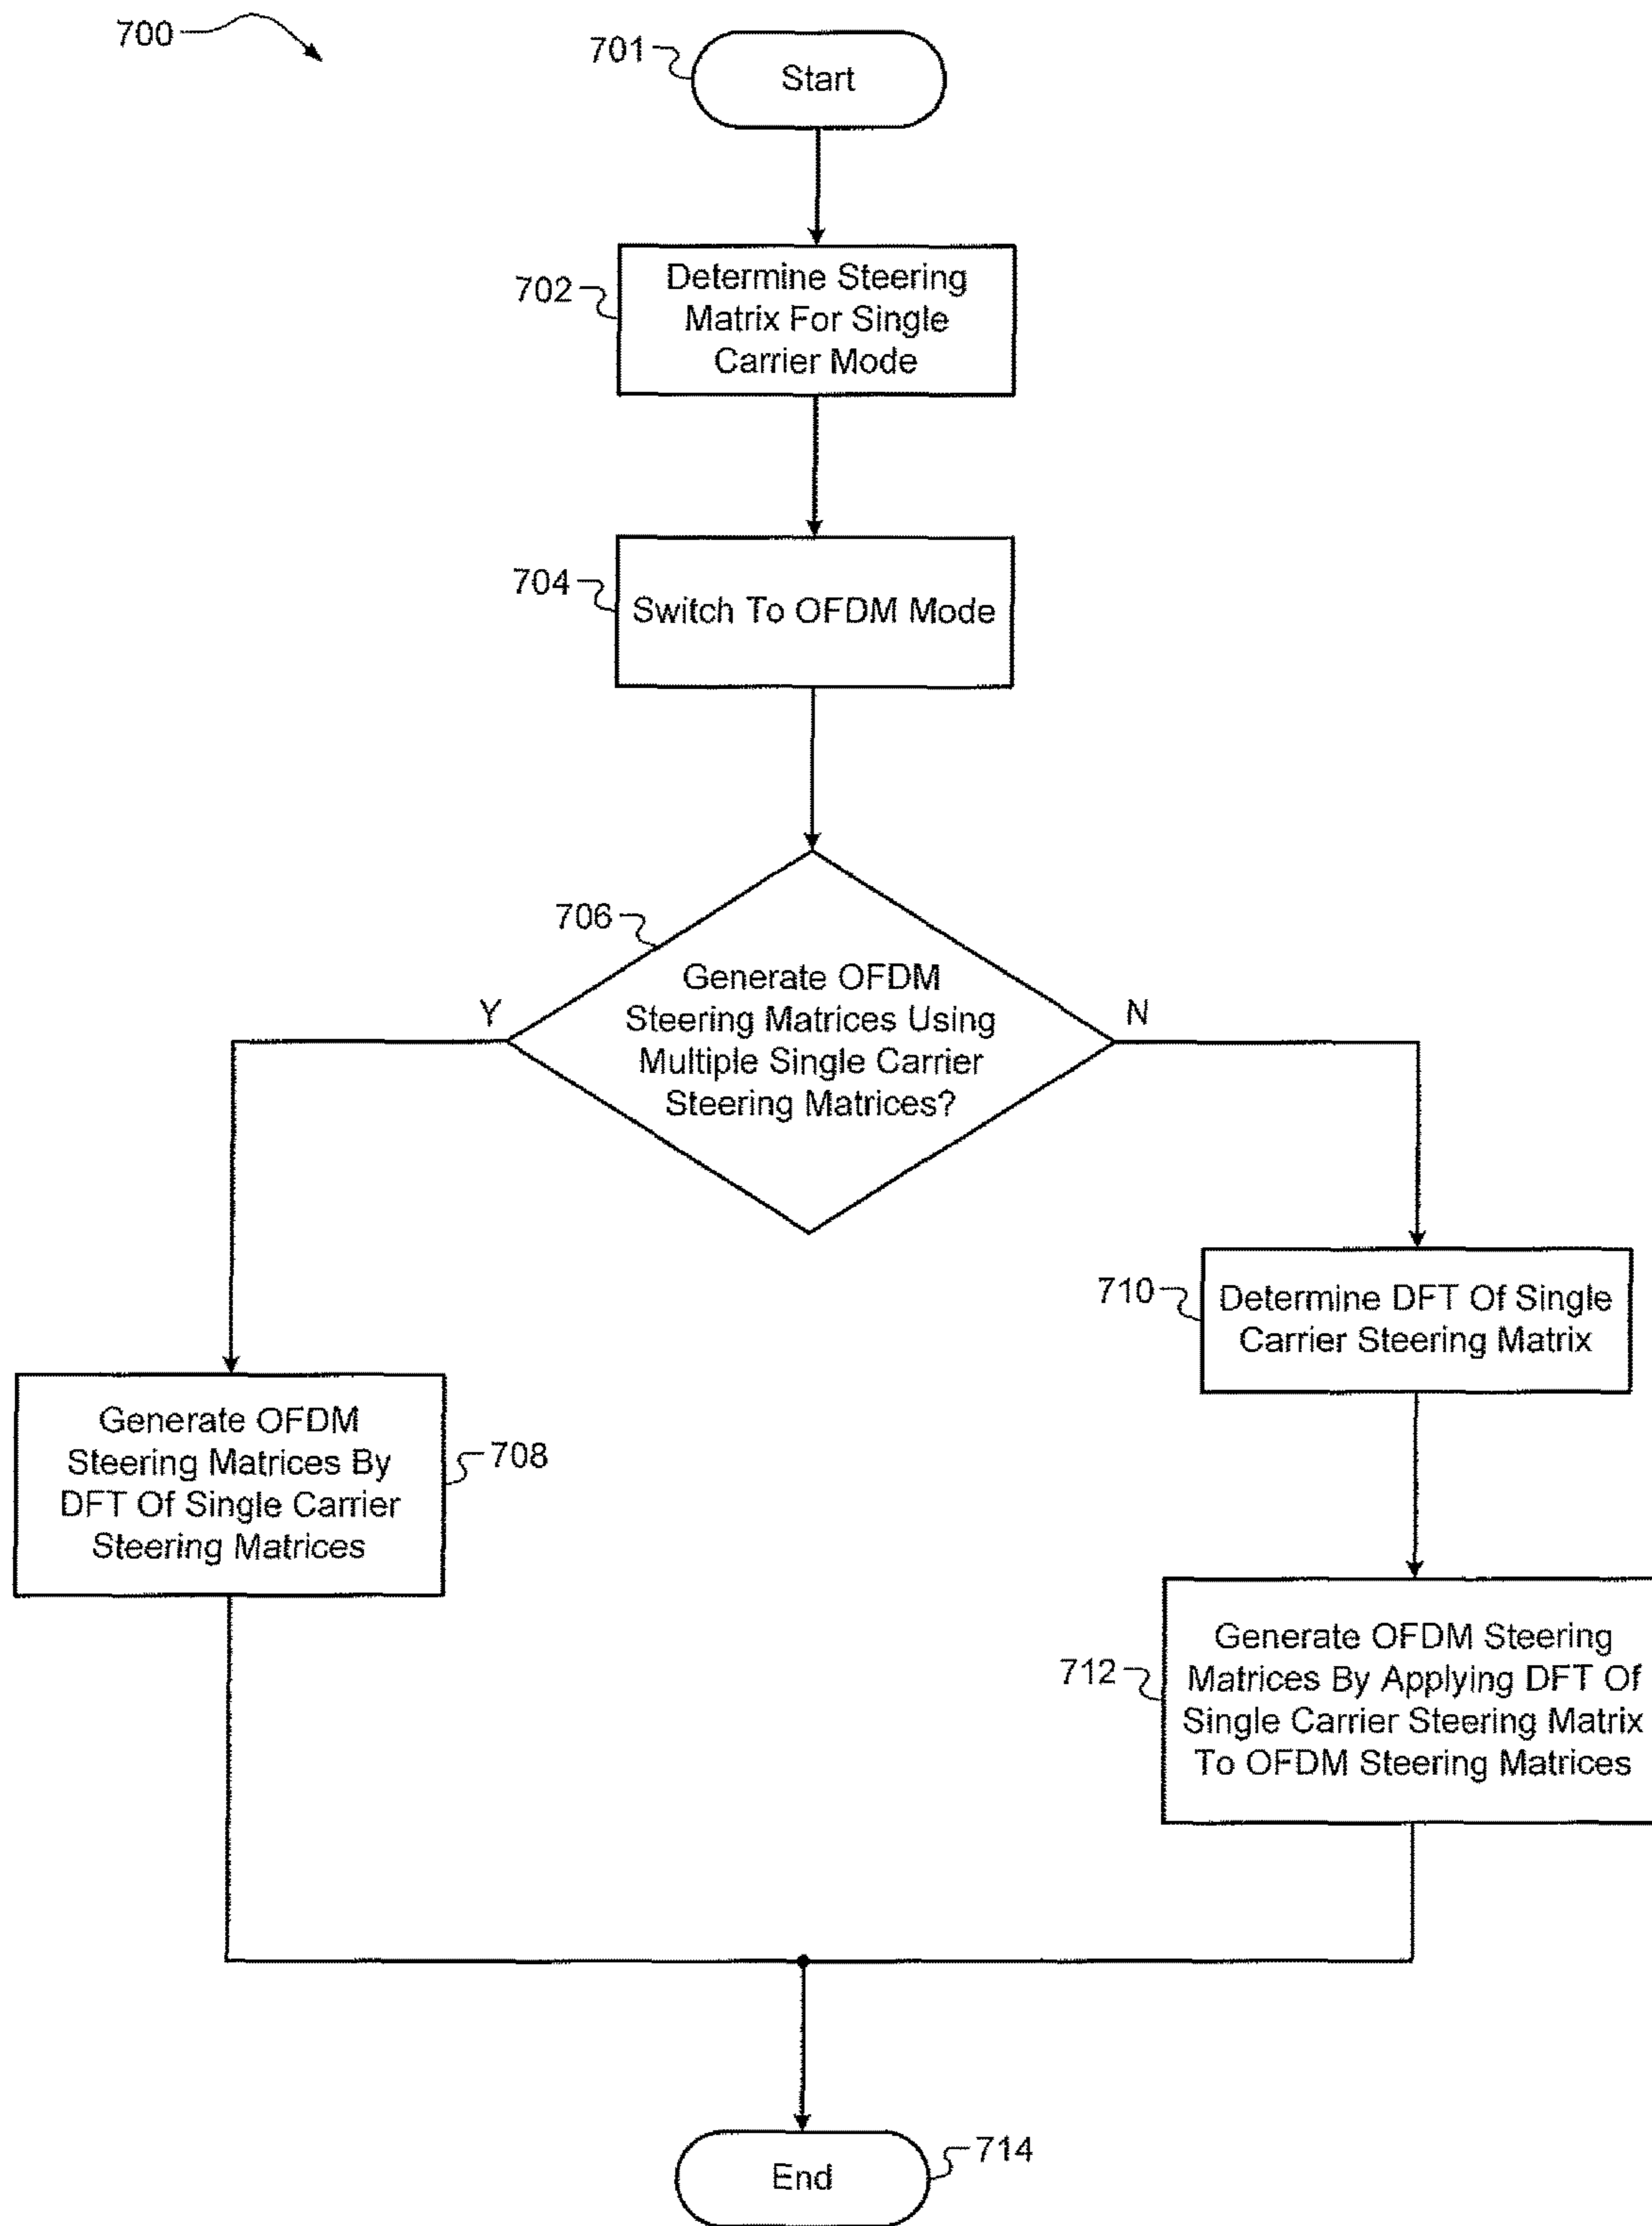 700
701
Start
702
Determine Steering
Matrix For Single
Carrier Mode
704
Switch To OFDM Mode
706
Generate OFDM
Steering Matrices Using
Multiple Single Carrier
Steering Matrices?
Y
N
710
Determine DFT Of Single
Carrier Steering Matrix
Generate OFDM
Steering Matrices By
DFT Of Single Carrier
Steering Matrices
708
712
Generate OFDM Steering
Matrices By Applying DFT Of
Single Carrier Steering Matrix
To OFDM Steering Matrices
End
714